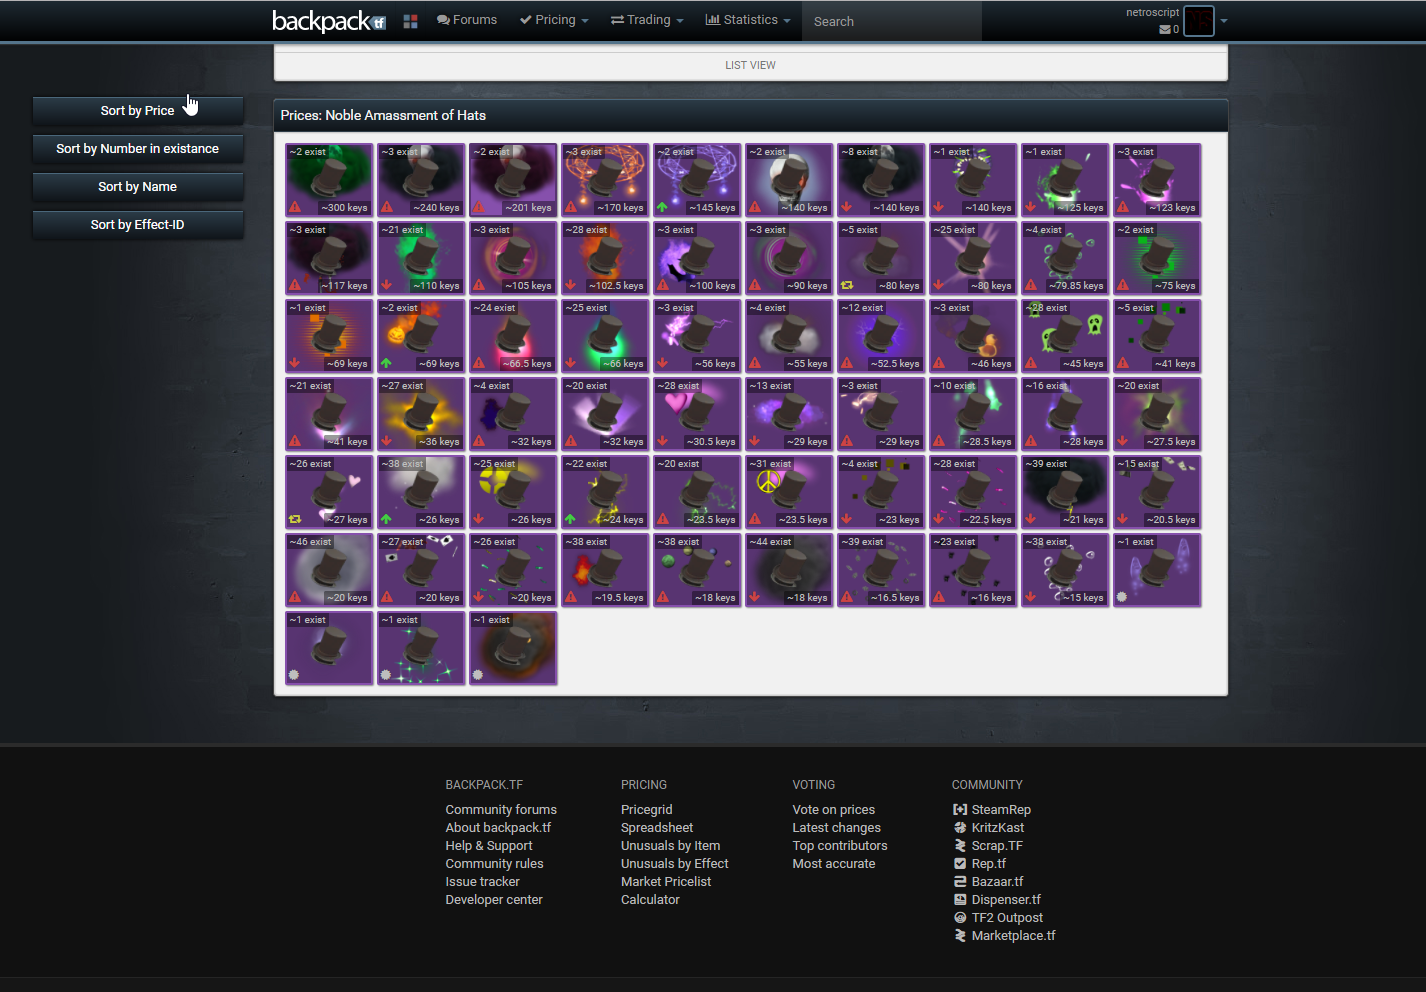 backpack tf
Forums
Pricing
Trading
Statistics
Search
netroscript
0
LIST VIEW
Sort by Price
Sort by Number in existance
Sort by Name
Sort by Effect-ID
Prices: Noble Amassment of Hats
~2 exist ~3 exist ~2 exist ~3 exist ~2 exist ~2 exist ~8 exist ~1 exist ~1 exist ~3 exist
~300 keys ~240 keys ~201 keys ~170 keys ~145 keys ~140 keys ~140 keys ~140 keys ~125 keys ~123 keys
~3 exist ~21 exist ~3 exist ~28 exist ~3 exist ~3 exist ~5 exist ~25 exist ~4 exist ~2 exist
~117 keys ~110 keys ~105 keys ~102.5 keys ~100 keys ~90 keys ~80 keys ~80 keys ~79.85 keys ~75 keys
~1 exist ~2 exist ~24 exist ~25 exist ~3 exist ~4 exist ~12 exist ~3 exist ~28 exist ~5 exist
~69 keys ~69 keys ~66.5 keys ~66 keys ~56 keys ~55 keys ~52.5 keys ~46 keys ~45 keys ~41 keys
~21 exist ~27 exist ~4 exist ~20 exist ~28 exist ~13 exist ~3 exist ~10 exist ~16 exist ~20 exist
~41 keys ~36 keys ~32 keys ~32 keys ~30.5 keys ~29 keys ~29 keys ~28.5 keys ~28 keys ~27.5 keys
~26 exist ~38 exist ~25 exist ~22 exist ~20 exist ~31 exist ~4 exist ~28 exist ~39 exist ~15 exist
~27 keys ~26 keys ~26 keys ~24 keys ~23.5 keys ~23.5 keys ~23 keys ~22.5 keys ~21 keys ~20.5 keys
~46 exist ~27 exist ~26 exist ~38 exist ~38 exist ~44 exist ~39 exist ~23 exist ~38 exist ~1 exist
~20 keys ~20 keys ~20 keys ~19.5 keys ~18 keys ~18 keys ~16.5 keys ~16 keys ~15 keys
~1 exist ~1 exist ~1 exist
BACKPACK.TF
Community forums
About backpack.tf
Help & Support
Community rules
Issue tracker
Developer center
PRICING
Pricegrid
Spreadsheet
Unusuals by Item
Unusuals by Effect
Market Pricelist
Calculator
VOTING
Vote on prices
Latest changes
Top contributors
Most accurate
COMMUNITY
SteamRep
KritzKast
Scrap.TF
Rep.tf
Bazaar.tf
Dispenser.tf
TF2 Outpost
Marketplace.tf